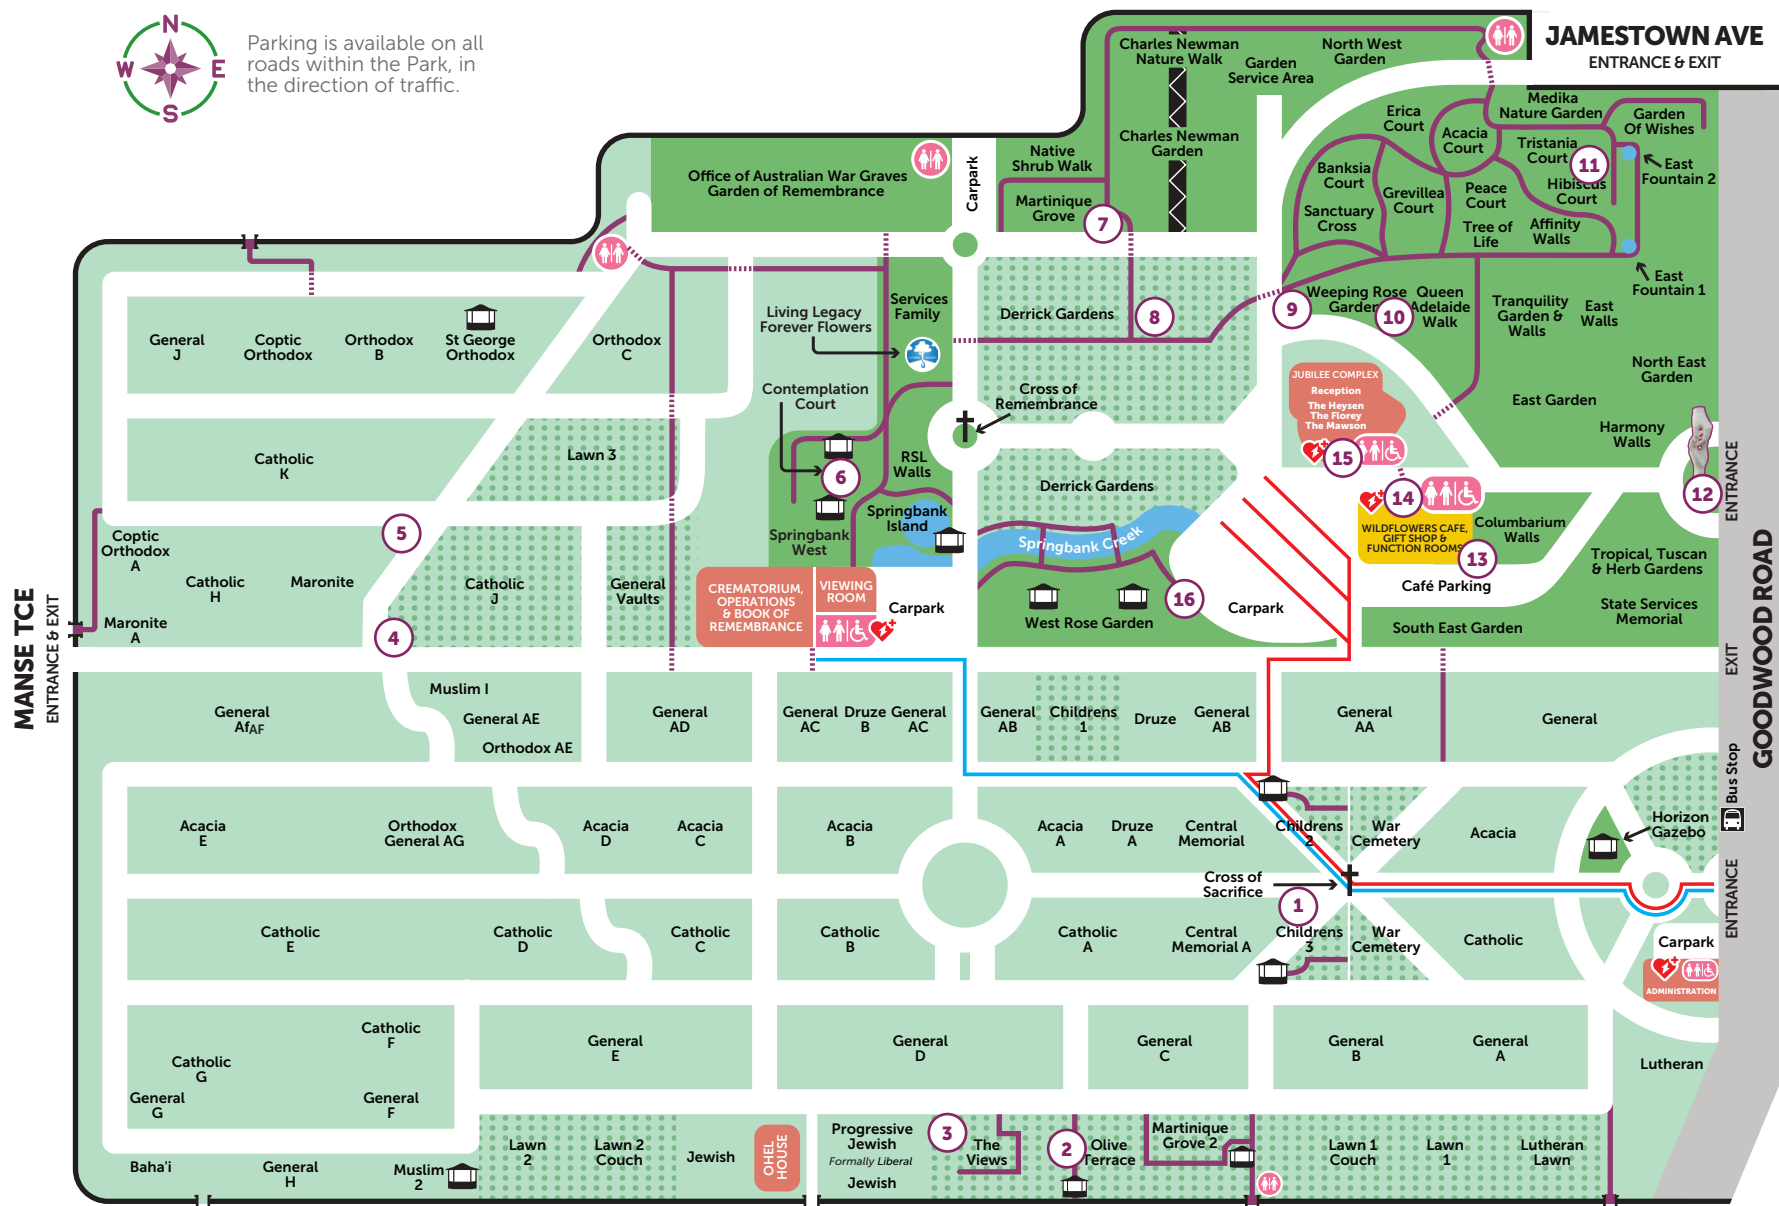 N
W
E
S
Parking is available on all
roads within the Park, in
the direction of traffic.
JAMESTOWN AVE
ENTRANCE & EXIT
Charles Newman
Nature Walk
North West
Garden
Garden
Service Area
Medika
Nature Garden
Garden
Of Wishes
Erica
Court
Acacia
Court
Tristania
Court
11
East
Fountain 2
Charles Newman
Garden
Native
Shrub Walk
Carpark
Office of Australian War Graves
Garden of Remembrance
Banksia
Court
Grevillea
Court
Peace
Court
Hibiscus
Court
Martinique
Grove
7
Sanctuary
Cross
Tree of
Life
Affinity
Walls
East
Fountain 1
General
J
Coptic
Orthodox
Orthodox
B
St George
Orthodox
Orthodox
C
Living Legacy
Forever Flowers
Services
Family
Derrick Gardens
8
9
Weeping Rose
Garden
10
Queen
Adelaide
Walk
Tranquility
Garden &
Walls
East
Walls
North East
Garden
East Garden
Harmony
Walls
Contemplation
Court
Cross of
Remembrance
JUBILEE COMPLEX
Reception
The Heysen
The Florey
The Mawson
15
Catholic
K
Lawn 3
RSL
Walls
6
Derrick Gardens
14
12
ENTRANCE
WILDFLOWERS CAFE,
GIFT SHOP &
FUNCTION ROOMS
13
Columbarium
Walls
Springbank
Island
Springbank
West
Springbank Creek
5
Coptic
Orthodox
A
Catholic
H
Maronite
Catholic
J
General
Vaults
CREMATORIUM,
OPERATIONS
& BOOK OF
REMEMBRANCE
VIEWING
ROOM
Carpark
West Rose Garden
16
Carpark
Café Parking
Tropical, Tuscan
& Herb Gardens
State Services
Memorial
South East Garden
Maronite
A
4
MANSE TCE
ENTRANCE & EXIT
EXIT
GOODWOOD ROAD
General
AfAF
Muslim I
General AE
Orthodox AE
General
AD
General
AC
Druze
B
General
AC
General
AB
Childrens
1
Druze
General
AB
General
AA
General
Bus Stop
Acacia
E
Orthodox
General AG
Acacia
D
Acacia
C
Acacia
B
Acacia
A
Druze
A
Central
Memorial
Childrens
2
War
Cemetery
Acacia
Horizon
Gazebo
Cross of
Sacrifice
1
ENTRANCE
Catholic
E
Catholic
D
Catholic
C
Catholic
B
Catholic
A
Central
Memorial A
Childrens
3
War
Cemetery
Catholic
Carpark
ADMINISTRATION
Catholic
F
Catholic
G
General
G
General
F
General
E
General
D
General
C
General
B
General
A
Lutheran
Baha'i
General
H
Muslim
2
Lawn
2
Lawn 2
Couch
Jewish
OHEL
HOUSE
Progressive
Jewish
Formally Liberal
Jewish
3
The
Views
2
Olive
Terrace
Martinique
Grove 2
Lawn 1
Couch
Lawn
1
Lutheran
Lawn